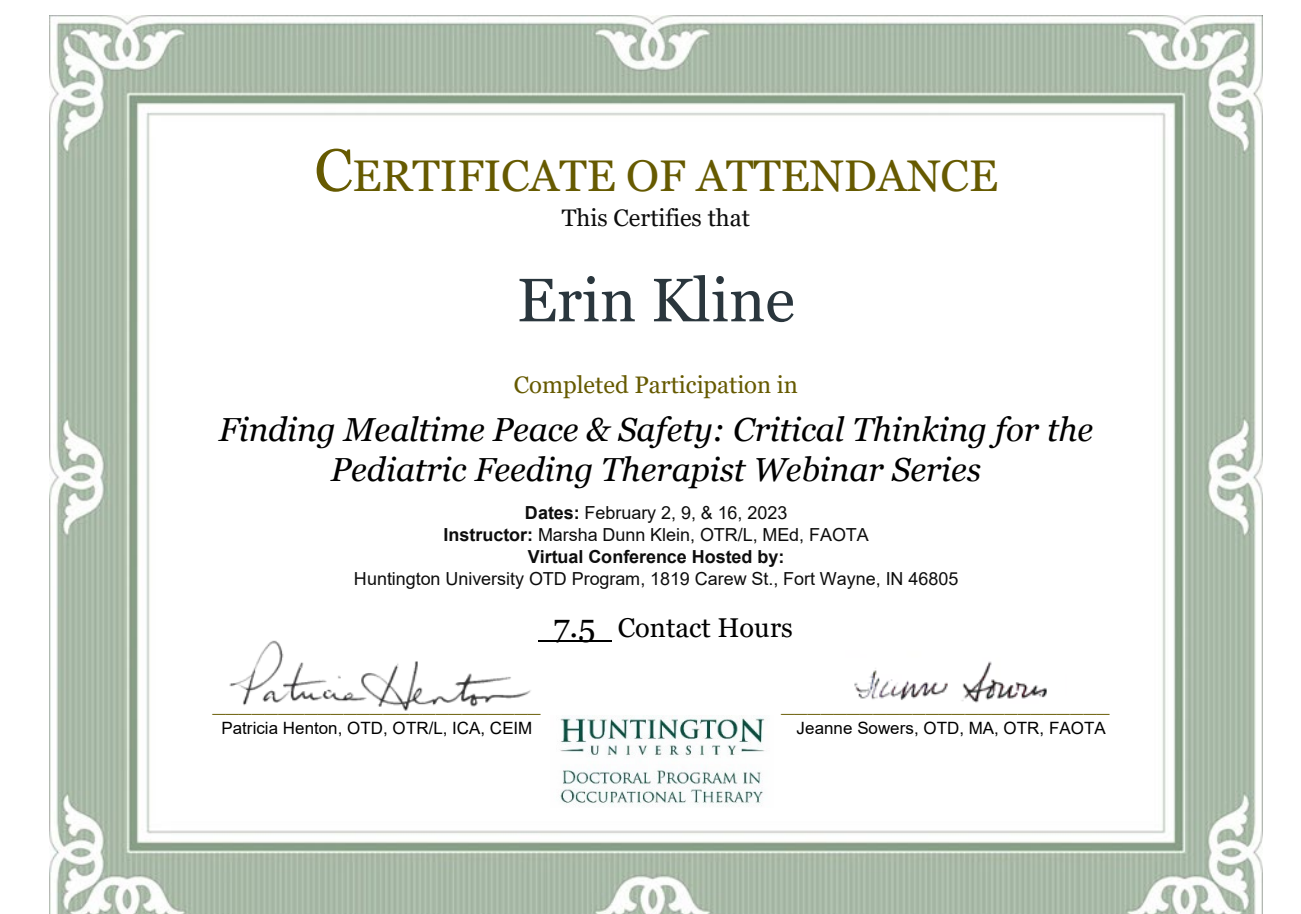 CERTIFICATE OF ATTENDANCE
This Certifies that
Erin Kline
Completed Participation in
Finding Mealtime Peace & Safety: Critical Thinking for the
Pediatric Feeding Therapist Webinar Series
Dates: February 2, 9, & 16, 2023
Instructor: Marsha Dunn Klein, OTR/L, MEd, FAOTA
Virtual Conference Hosted by:
Huntington University OTD Program, 1819 Carew St., Fort Wayne, IN 46805
7.5 Contact Hours
Patricia Henton
Jeanne Sowers
Patricia Henton, OTD, OTR/L, ICA, CEIM
Jeanne Sowers, OTD, MA, OTR, FAOTA
HUNTINGTON
UNIVERSITY
DOCTORAL PROGRAM IN
OCCUPATIONAL THERAPY